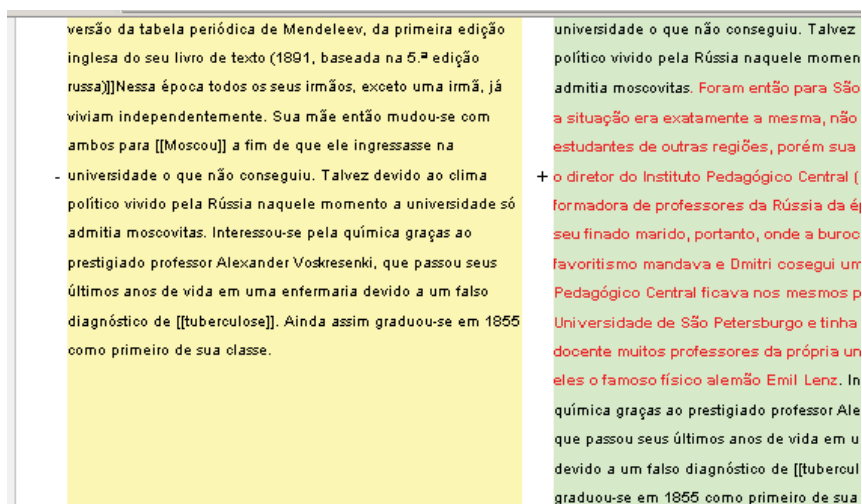 versão da tabela periódica de Mendeleev, da primeira edição
inglesa do seu livro de texto (1891, baseada na 5.ª edição
russa)]]Nessa época todos os seus irmãos, exceto uma irmã, já
viviam independentemente. Sua mãe então mudou-se com
ambos para [[Moscou]] a fim de que ele ingressasse na
- universidade o que não conseguiu. Talvez devido ao clima
político vivido pela Rússia naquele momento a universidade só
admitia moscovitas. Interessou-se pela química graças ao
prestigiado professor Alexander Voskresenki, que passou seus
últimos anos de vida em uma enfermaria devido a um falso
diagnóstico de [[tuberculose]]. Ainda assim graduou-se em 1855
como primeiro de sua classe.
universidade o que não conseguiu. Talvez
político vivido pela Rússia naquele momen
admitia moscovitas. Foram então para São
a situação era exatamente a mesma, não
estudantes de outras regiões, porém sua
+ o diretor do Instituto Pedagógico Central (
formadora de professores da Rússia da ép
seu finado marido, portanto, onde a buroc
favoritismo mandava e Dmitri cosegui um
Pedagógico Central ficava nos mesmos p
Universidade de São Petersburgo e tinha
docente muitos professores da própria un
eles o famoso físico alemão Emil Lenz. In
química graças ao prestigiado professor Ale
que passou seus últimos anos de vida em u
devido a um falso diagnóstico de [[tubercul
graduou-se em 1855 como primeiro de sua